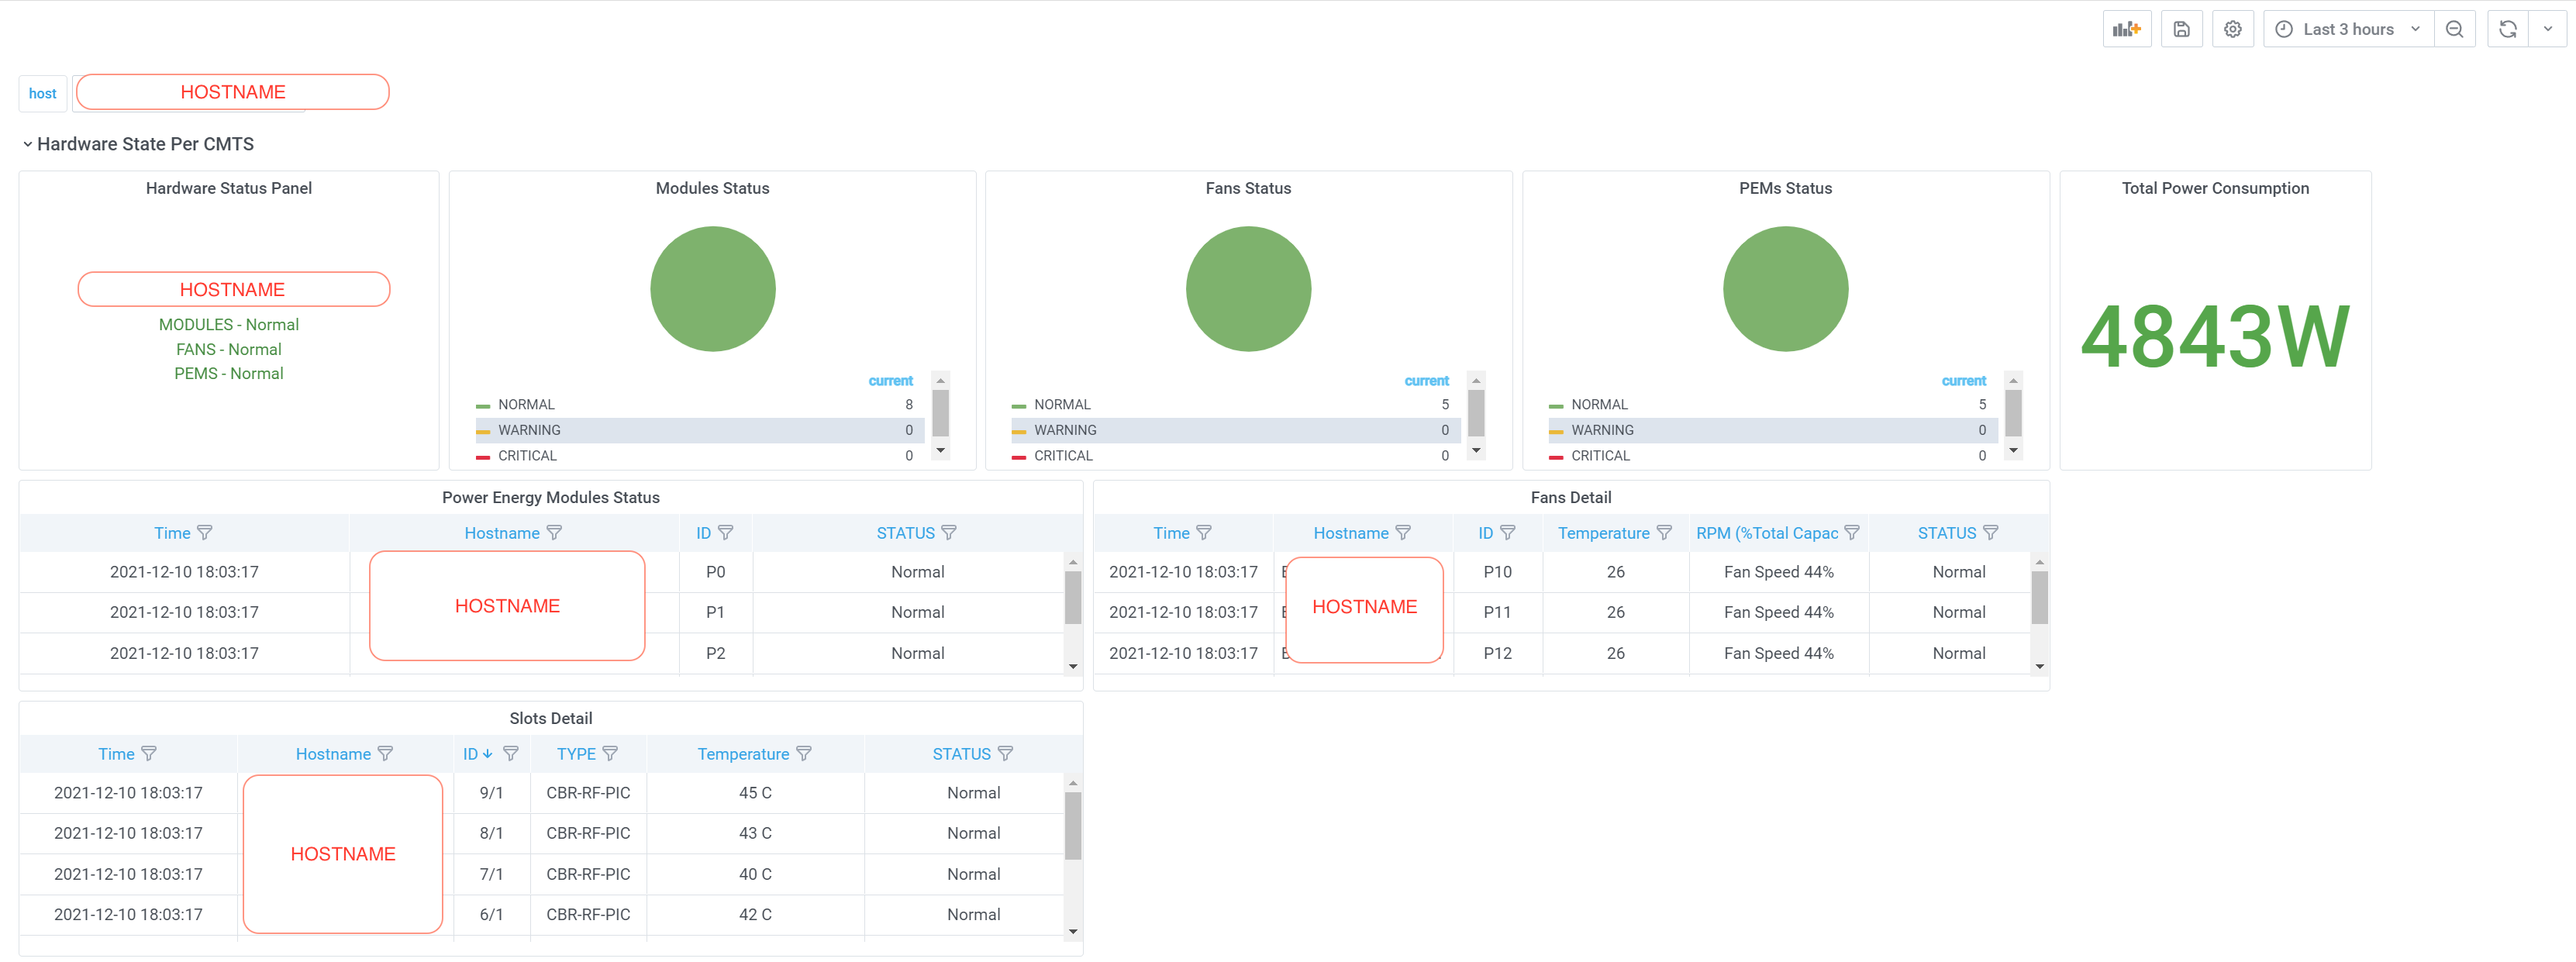 Last 3 hours
host HOSTNAME
Hardware State Per CMTS
Hardware Status Panel
HOSTNAME
MODULES - Normal
FANS - Normal
PEMS - Normal
Modules Status
current
NORMAL 8
WARNING 0
CRITICAL 0
Fans Status
current
NORMAL 5
WARNING 0
CRITICAL 0
PEMs Status
current
NORMAL 5
WARNING 0
CRITICAL 0
Total Power Consumption
4843W
Power Energy Modules Status
Time Hostname ID STATUS
2021-12-10 18:03:17 P0 Normal
2021-12-10 18:03:17 HOSTNAME P1 Normal
2021-12-10 18:03:17 P2 Normal
Fans Detail
Time Hostname ID Temperature RPM (%Total Capac STATUS
2021-12-10 18:03:17 P10 26 Fan Speed 44% Normal
2021-12-10 18:03:17 HOSTNAME P11 26 Fan Speed 44% Normal
2021-12-10 18:03:17 P12 26 Fan Speed 44% Normal
Slots Detail
Time Hostname ID TYPE Temperature STATUS
2021-12-10 18:03:17 9/1 CBR-RF-PIC 45 C Normal
2021-12-10 18:03:17 8/1 CBR-RF-PIC 43 C Normal
HOSTNAME
2021-12-10 18:03:17 7/1 CBR-RF-PIC 40 C Normal
2021-12-10 18:03:17 6/1 CBR-RF-PIC 42 C Normal